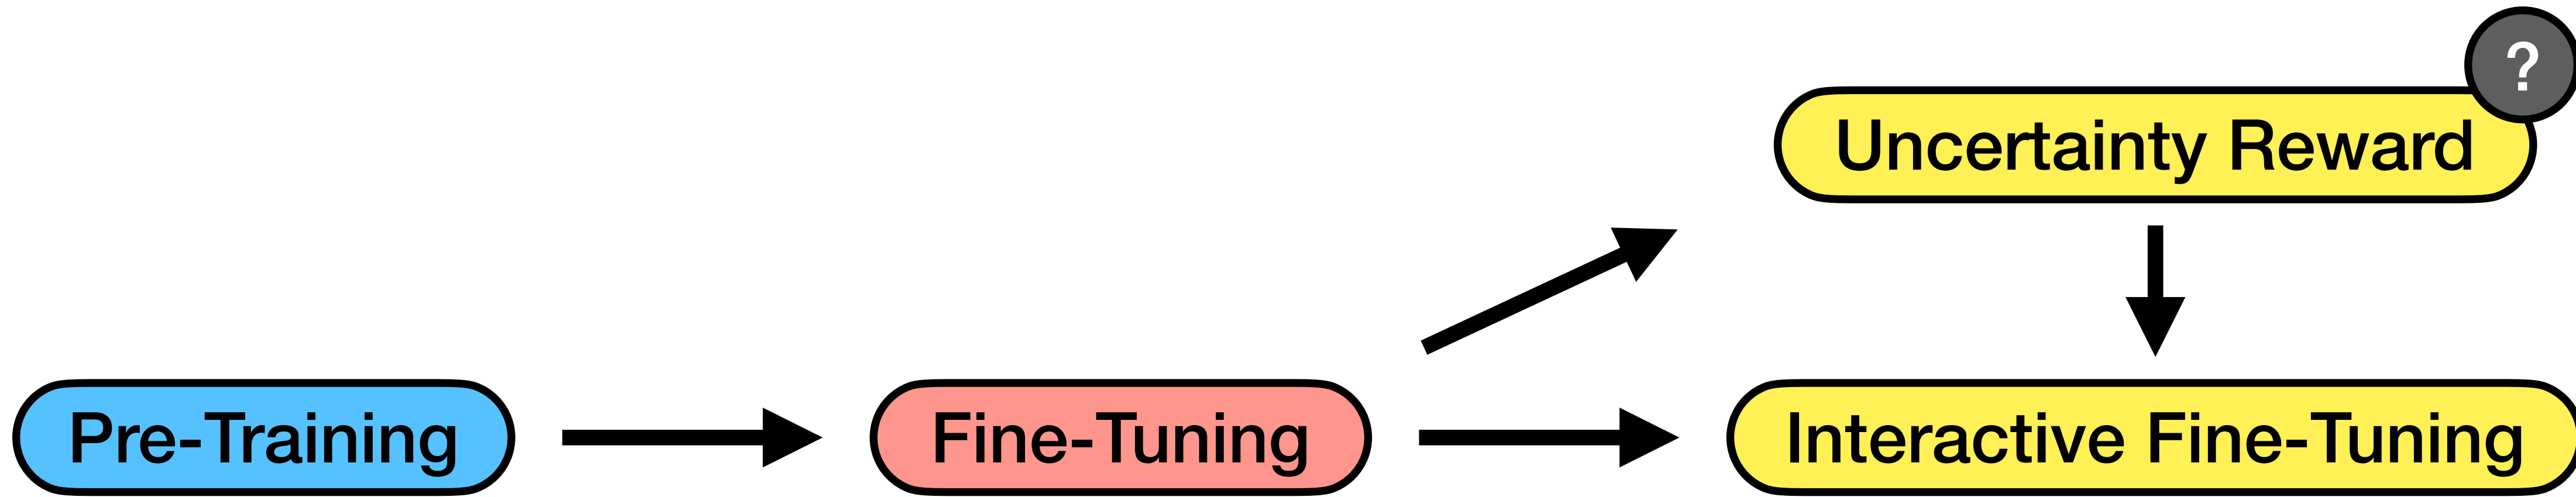 ?
Uncertainty Reward
Pre-Training
Fine-Tuning
Interactive Fine-Tuning